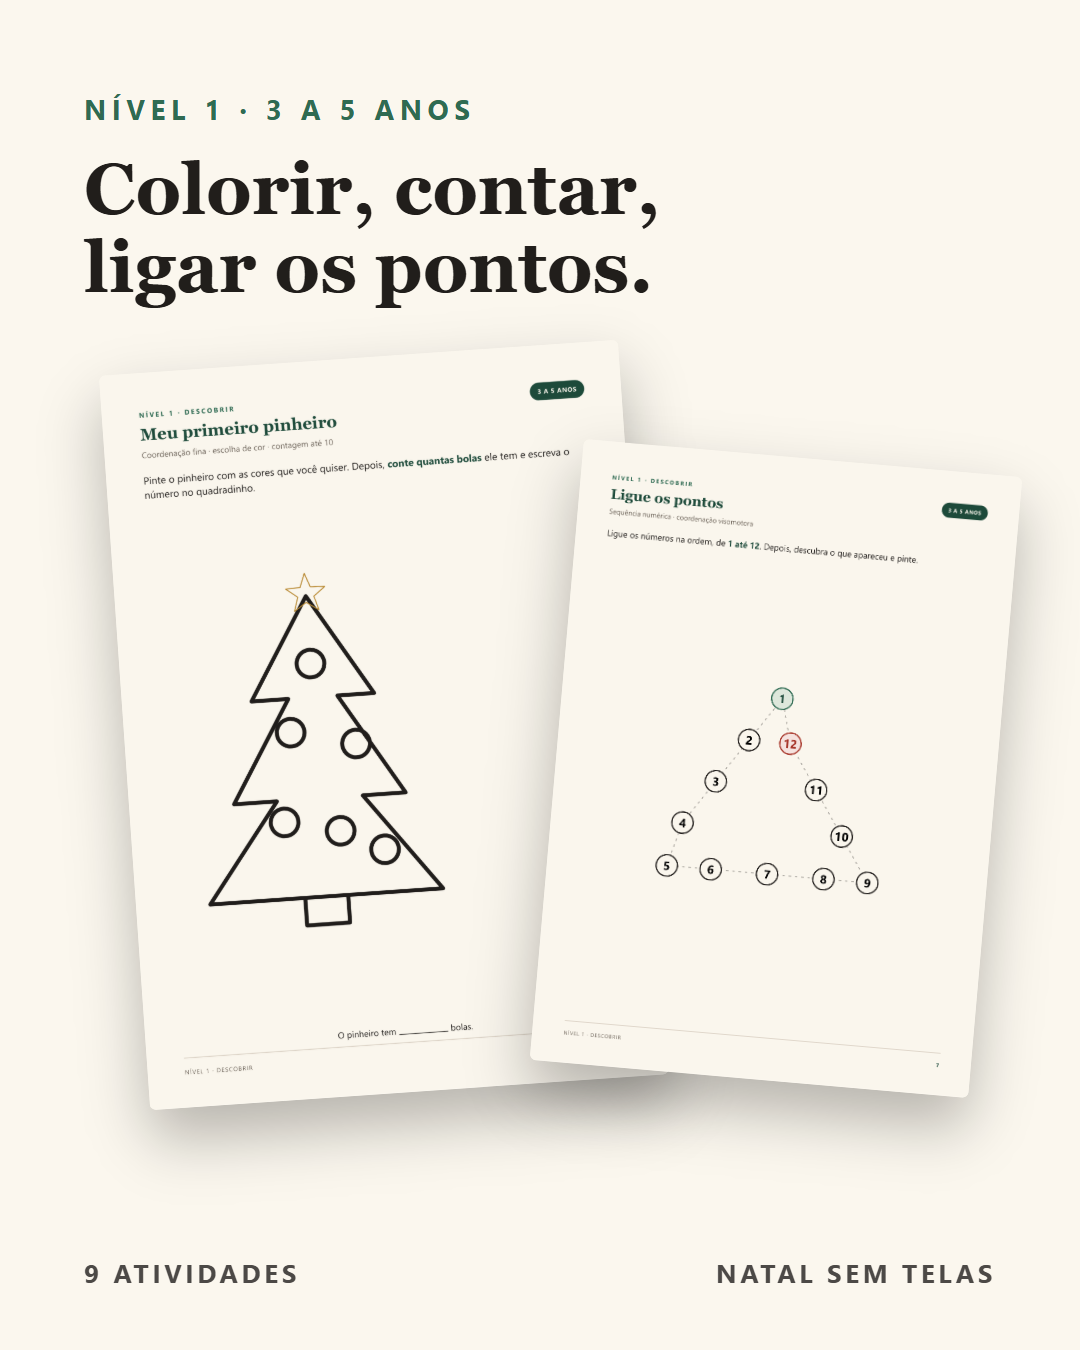 NÍVEL 1 · 3 A 5 ANOS
Colorir, contar,
ligar os pontos.
NÍVEL 1 · DESCOBRIR
3 A 5 ANOS
Meu primeiro pinheiro
Coordenação fina · escolha de cor · contagem até 10
Pinte o pinheiro com as cores que você quiser. Depois, conte quantas bolas ele tem e escreva o
número no quadradinho.
O pinheiro tem __________ bolas.
NÍVEL 1 · DESCOBRIR
NÍVEL 1 · DESCOBRIR
3 A 5 ANOS
Ligue os pontos
Sequência numérica · coordenação visomotora
Ligue os números na ordem, de 1 até 12. Depois, descubra o que apareceu e pinte.
1
2
12
3
11
4
10
5
6
7
8
9
NÍVEL 1 · DESCOBRIR
7
9 ATIVIDADES
NATAL SEM TELAS